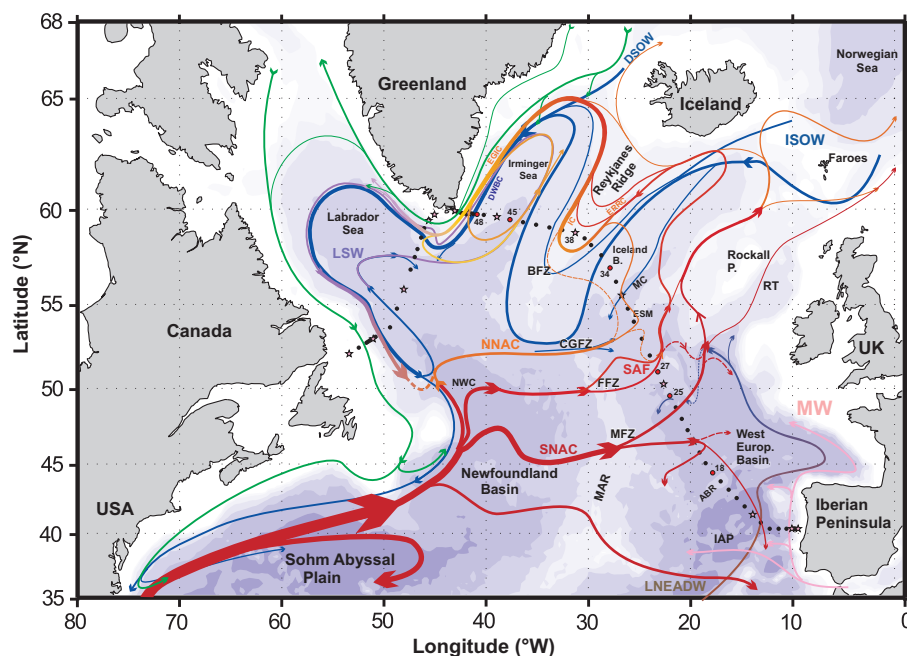 68
65
60
55
50
45
40
35
Latitude (°N)
80
70
60
50
40
30
20
10
0
Longitude (°W)
Greenland
DSOW
Iceland
Norwegian
Sea
ISOW
Faroes
EGIC
Irminger
Sea
DWBC
Reykjanes
Ridge
ERRC
IC
Labrador
Sea
LSW
48
45
38
Iceland
B.
34
BFZ
MC
ESM
Rockall
P.
RT
Canada
NNAC
CGFZ
UK
NWC
FFZ
SAF
27
25
MW
SNAC
MFZ
West
Europ.
Basin
Newfoundland
Basin
MAR
18
ABR
USA
Iberian
Peninsula
IAP
Sohm Abyssal
Plain
LNEADW